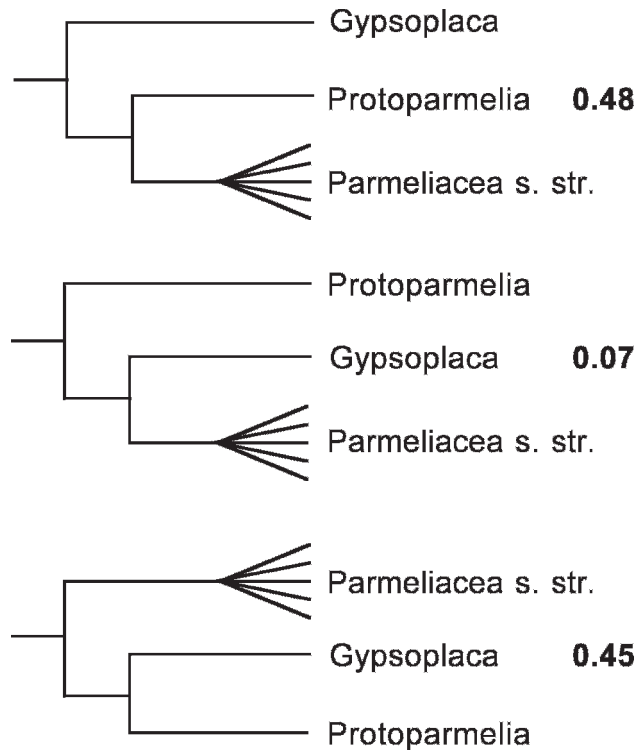 Gypsoplaca
Protoparmelia 0.48
Parmeliacea s. str.
Protoparmelia
Gypsoplaca 0.07
Parmeliacea s. str.
Parmeliacea s. str.
Gypsoplaca 0.45
Protoparmelia